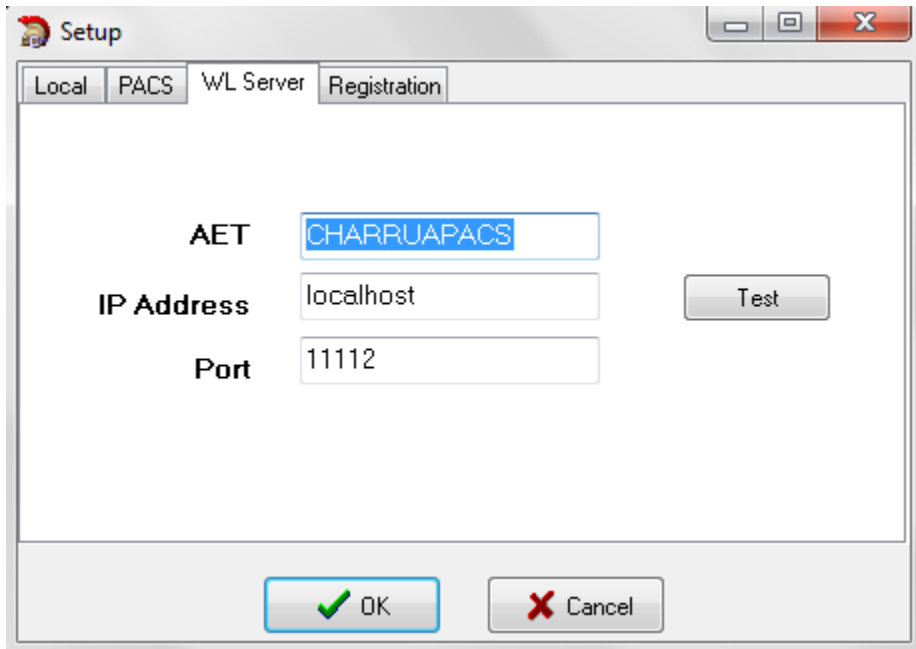 Setup
Local PACS WL Server Registration
AET CHARRUAPACS
IP Address localhost Test
Port 11112
OK Cancel